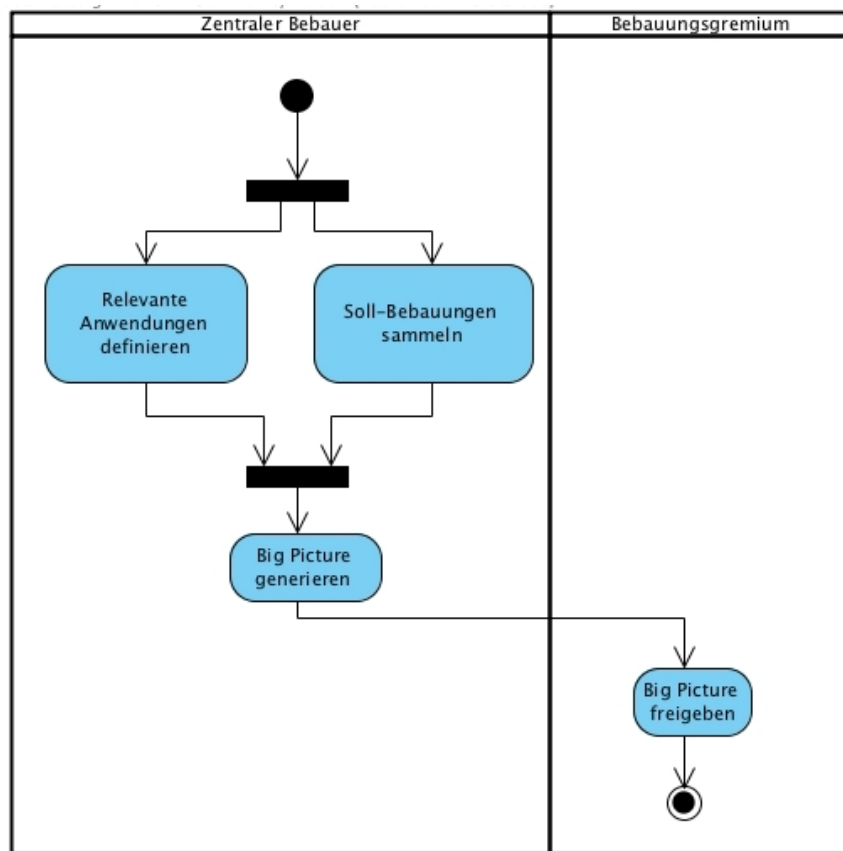 Zentraler Bebauer
Bebauungsgremium
Relevante
Anwendungen
definieren
Soll-Bebauungen
sammeln
Big Picture
generieren
Big Picture
freigeben